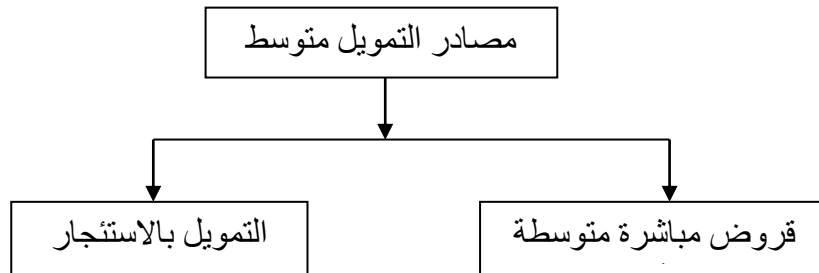 مصادر التمويل متوسط
قروض مباشرة متوسطة
التمويل بالاستئجار